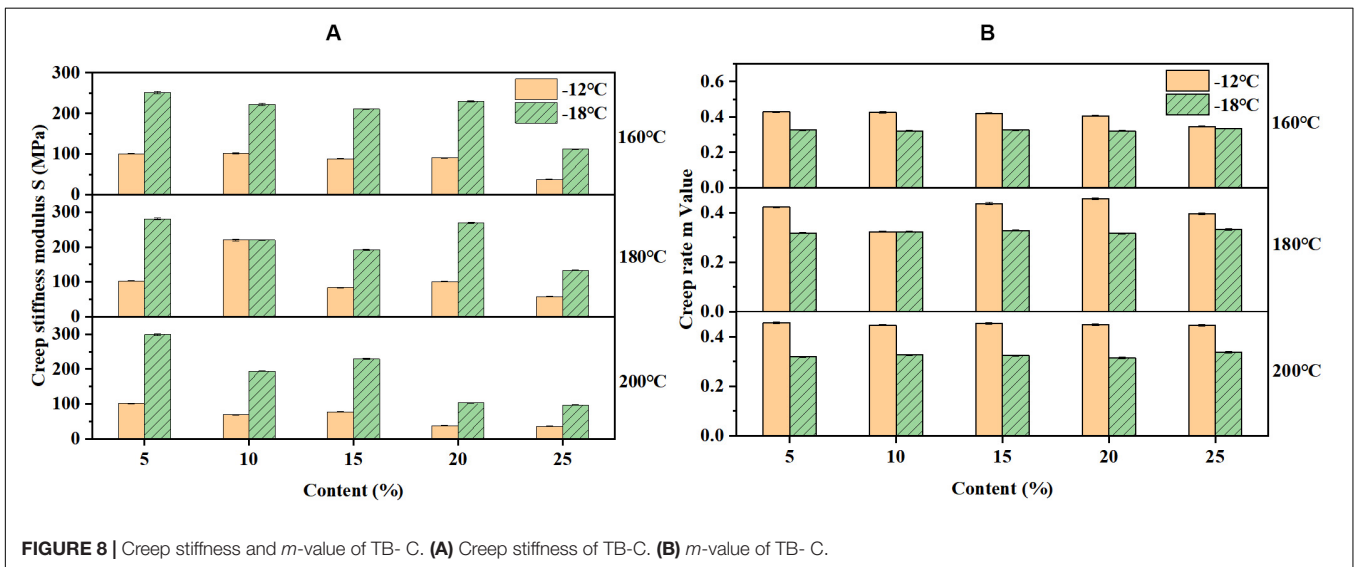 A
300
200
100
0
-12°C
-18°C
160°C
300
200
100
0
180°C
300
200
100
0
200°C
5 10 15 20 25
Content (%)
Creep stiffness modulus S (MPa)
B
0.6
0.4
0.2
0.0
-12°C
-18°C
160°C
0.4
0.2
0.0
180°C
0.4
0.2
0.0
200°C
5 10 15 20 25
Content (%)
Creep rate m Value
FIGURE 8 | Creep stiffness and m-value of TB- C. (A) Creep stiffness of TB-C. (B) m-value of TB- C.